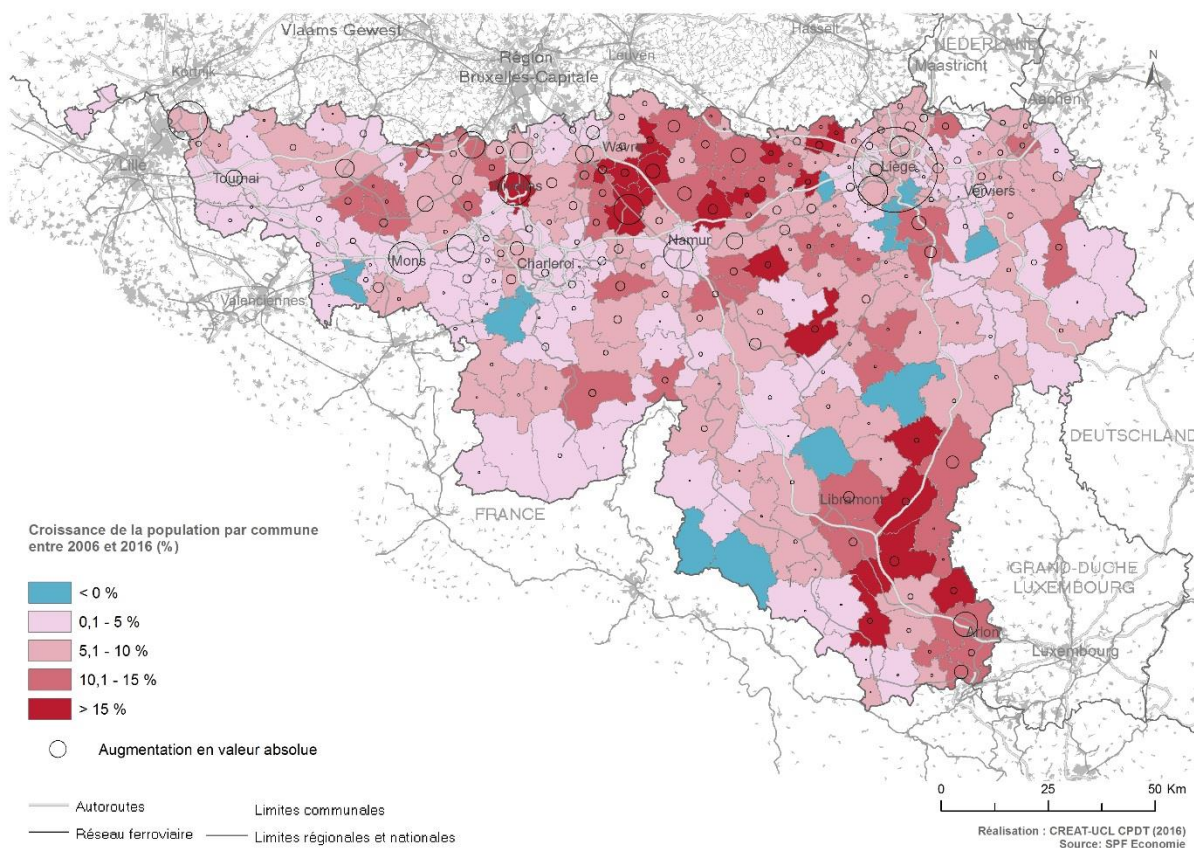 Vlaams Gewest
Hasselt
NEDERLAND
Région
Bruxelles-Capitale
Leuven
Maastricht
N
Kortrijk
Aachen
Lille
Wavre
Liège
Tournai
Verviers
Mons
Namur
Charleroi
Valenciennes
DEUTSCHLAND
Libramont
FRANCE
Croissance de la population par commune
entre 2006 et 2016 (%)
< 0 %
0,1 - 5 %
5,1 - 10 %
10,1 - 15 %
> 15 %
Augmentation en valeur absolue
GRAND-DUCHE
LUXEMBOURG
Arlon
Luxembourg
Autoroutes
Limites communales
Réseau ferroviaire
Limites régionales et nationales
0 25 50 Km
Réalisation : CREAT-UCL CPDT (2016)
Source: SPF Economie